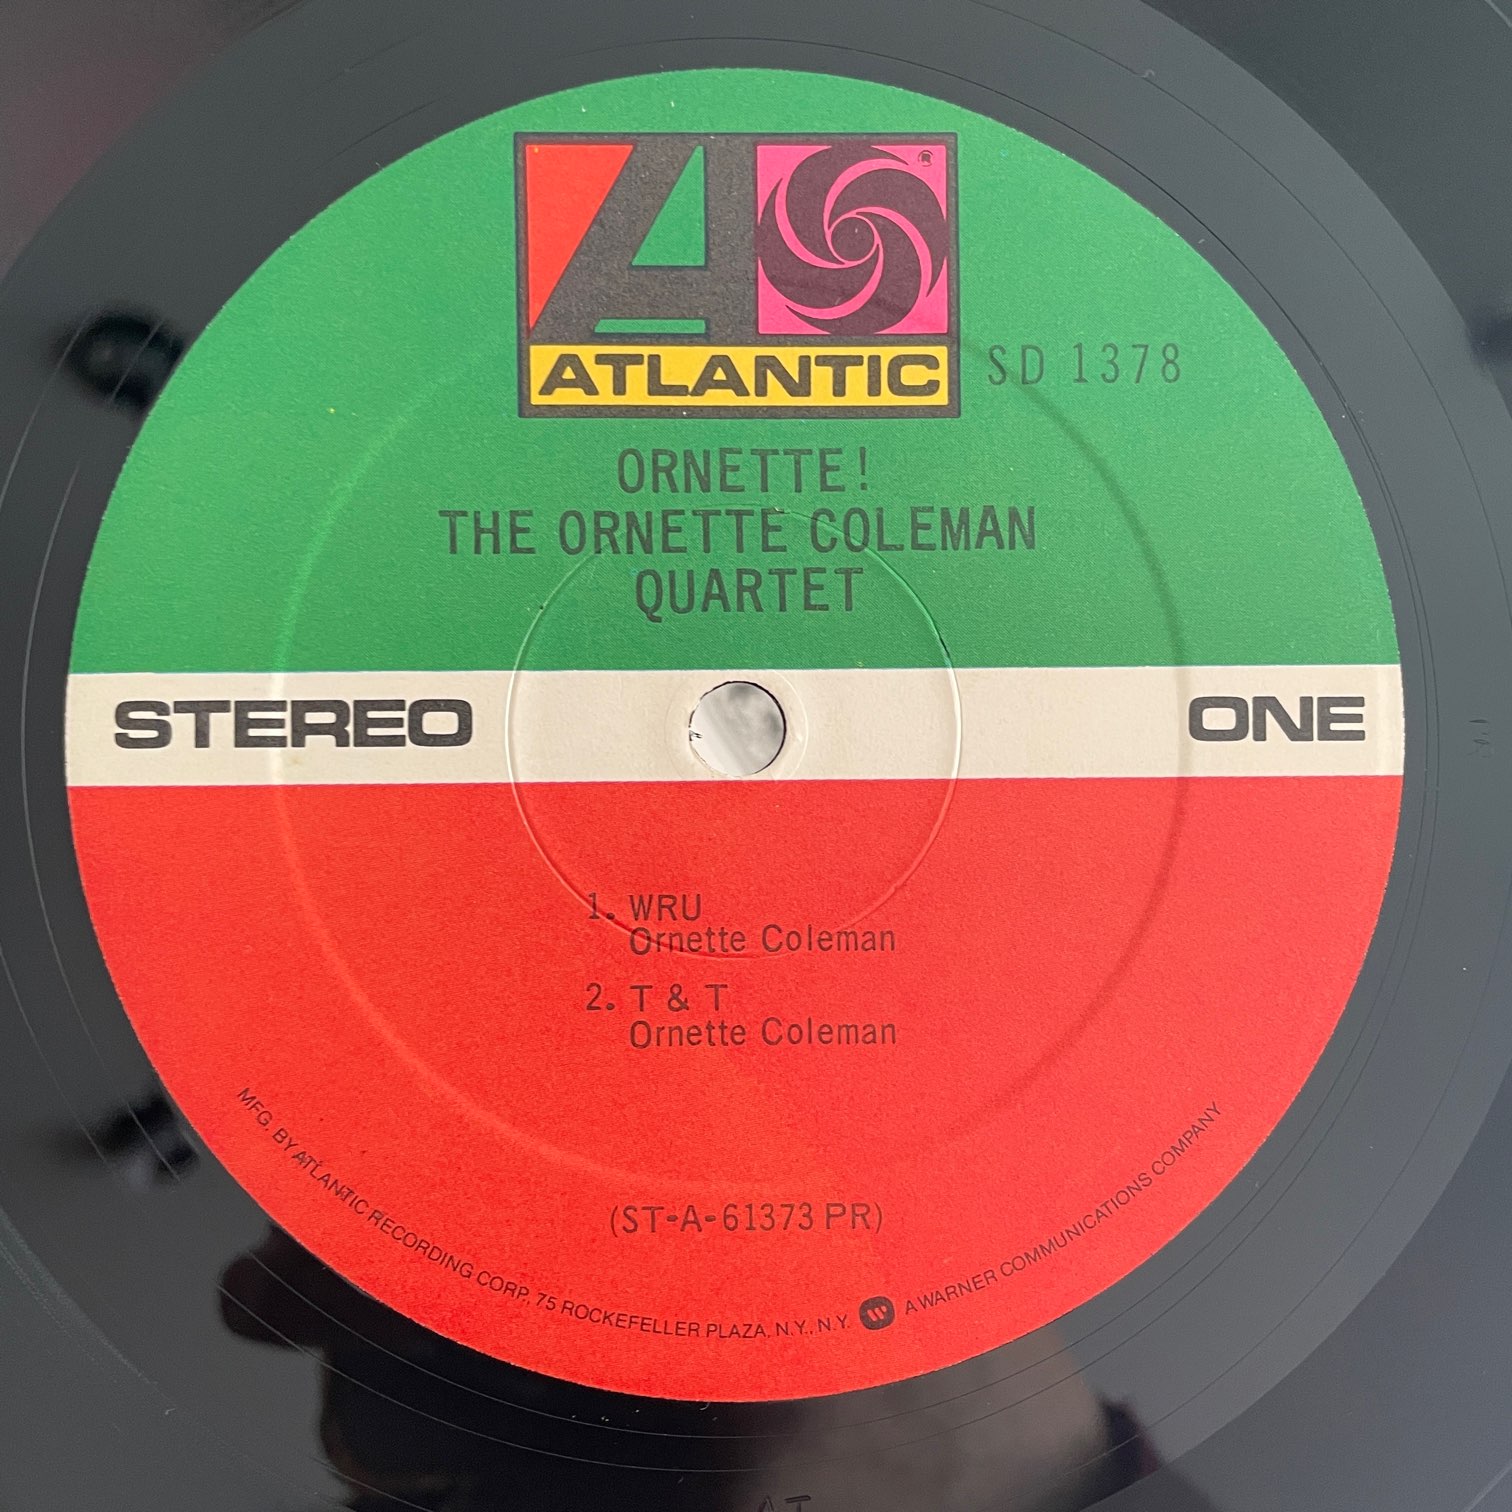 ATLANTIC
SD 1378
ORNETTE!
THE ORNETTE COLEMAN
QUARTET
STEREO
ONE
1. WRU
Ornette Coleman
2. T & T
Ornette Coleman
(ST-A-61373 PR)
MFG. BY ATLANTIC RECORDING CORP., 75 ROCKEFELLER PLAZA, N.Y., N.Y. A WARNER COMMUNICATIONS COMPANY
AT